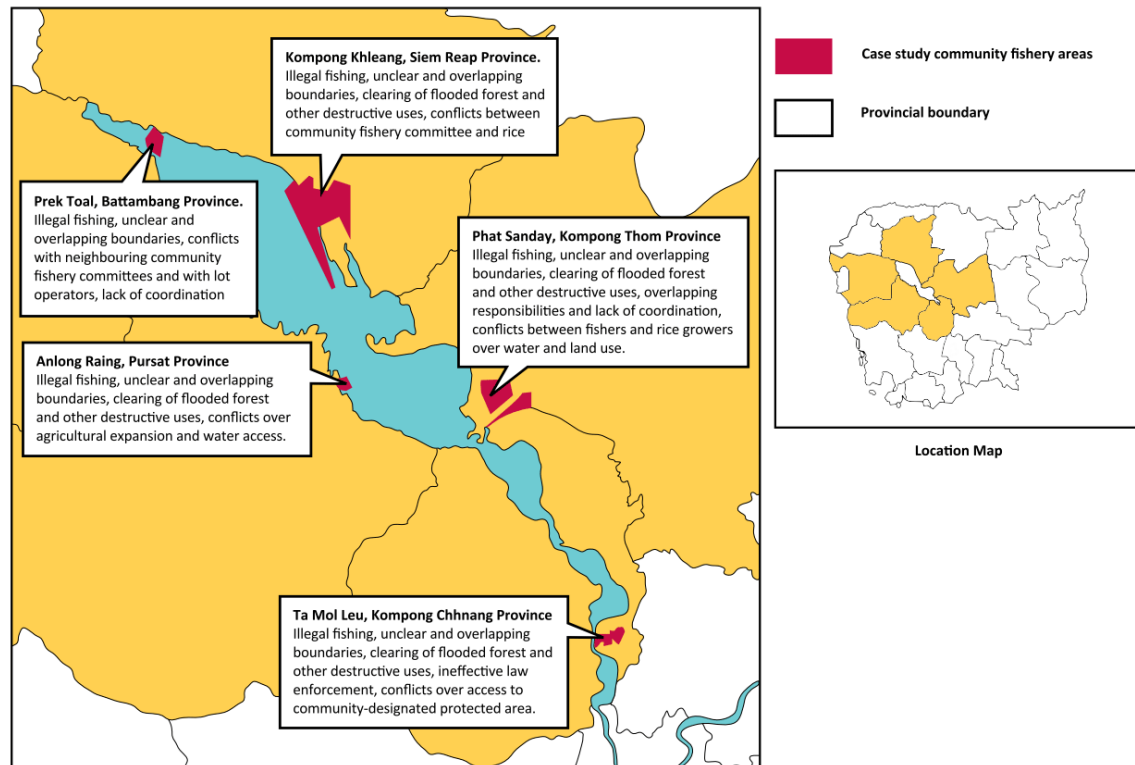 Kompong Khleang, Siem Reap Province.
Illegal fishing, unclear and overlapping
boundaries, clearing of flooded forest and
other destructive uses, conflicts between
community fishery committee and rice
Prek Toal, Battambang Province.
Illegal fishing, unclear and
overlapping boundaries, conflicts
with neighbouring community
fishery committees and with lot
operators, lack of coordination
Phat Sanday, Kompong Thom Province
Illegal fishing, unclear and overlapping
boundaries, clearing of flooded forest
and other destructive uses, overlapping
responsibilities and lack of coordination,
conflicts between fishers and rice growers
over water and land use.
Anlong Raing, Pursat Province
Illegal fishing, unclear and overlapping
boundaries, clearing of flooded forest
and other destructive uses, conflicts over
agricultural expansion and water access.
Ta Mol Leu, Kompong Chhnang Province
Illegal fishing, unclear and overlapping
boundaries, clearing of flooded forest and
other destructive uses, ineffective law
enforcement, conflicts over access to
community-designated protected area.
Case study community fishery areas
Provincial boundary
Location Map